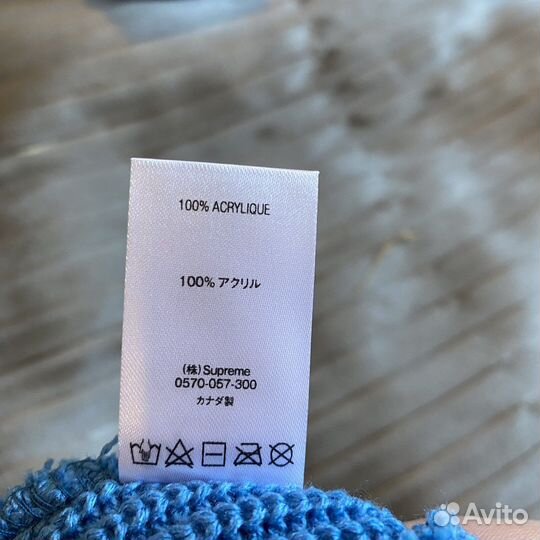 100% ACRYLIQUE
100% アクリル
(株) Supreme
0570-057-300
カナダ製
Avito